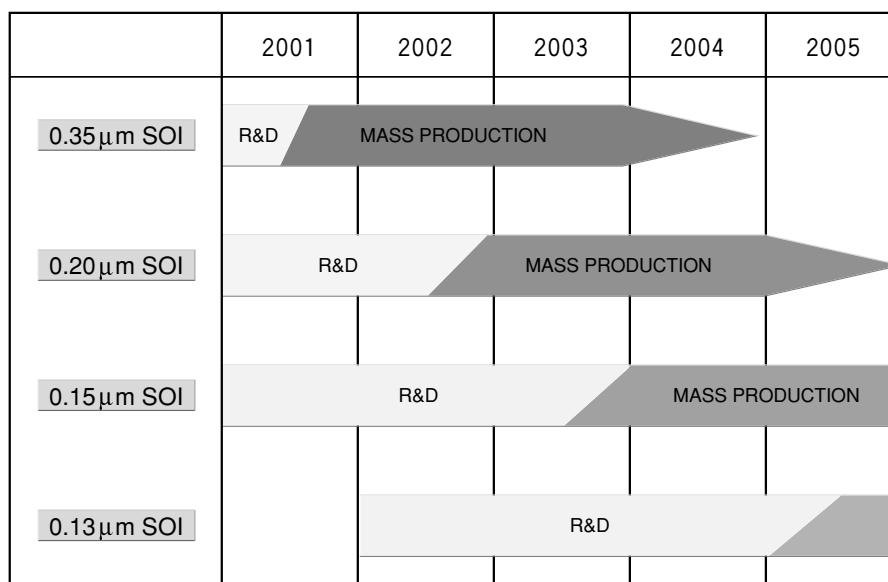 2001 2002 2003 2004 2005
0.35μm SOI R&D MASS PRODUCTION
0.20μm SOI R&D MASS PRODUCTION
0.15μm SOI R&D MASS PRODUCTION
0.13μm SOI R&D